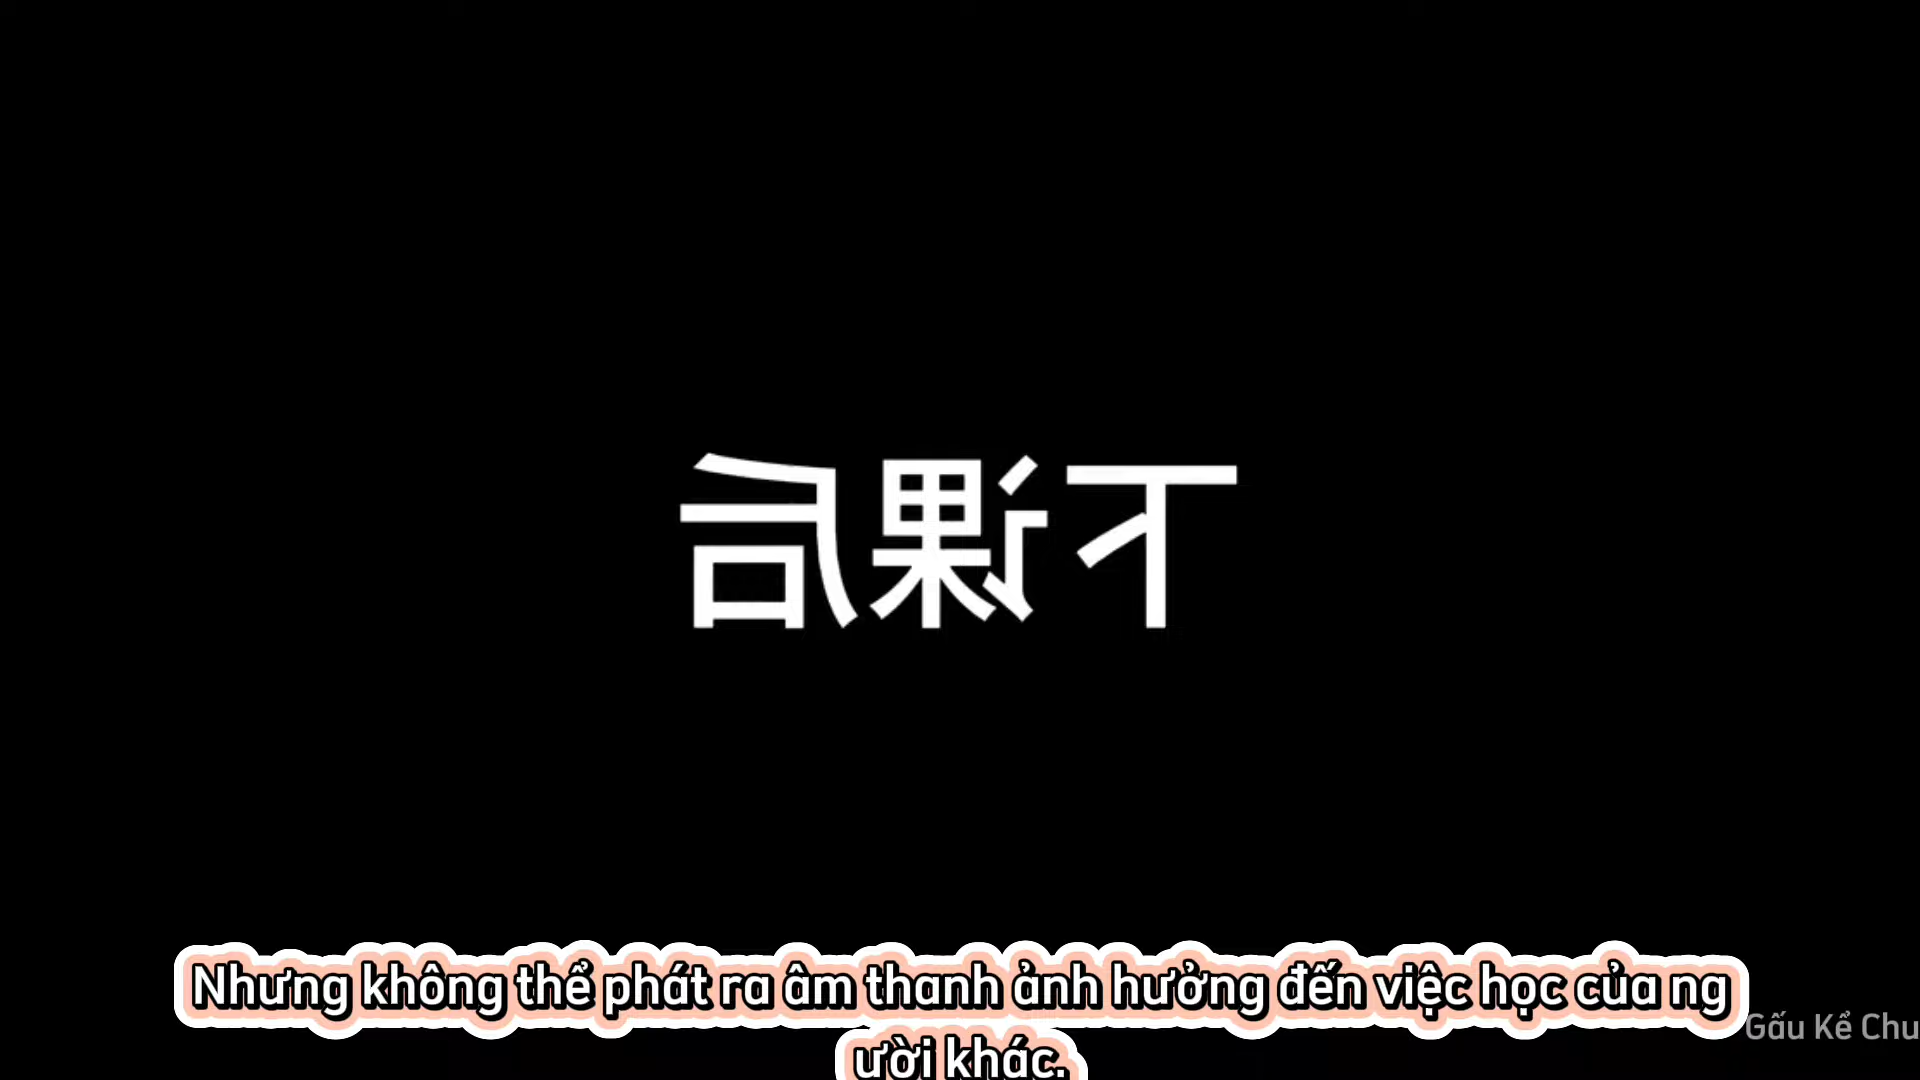 下课后
Nhưng không thể phát ra âm thanh ảnh hưởng đến việc học của ng
ười khác.
Gấu Kể Chu